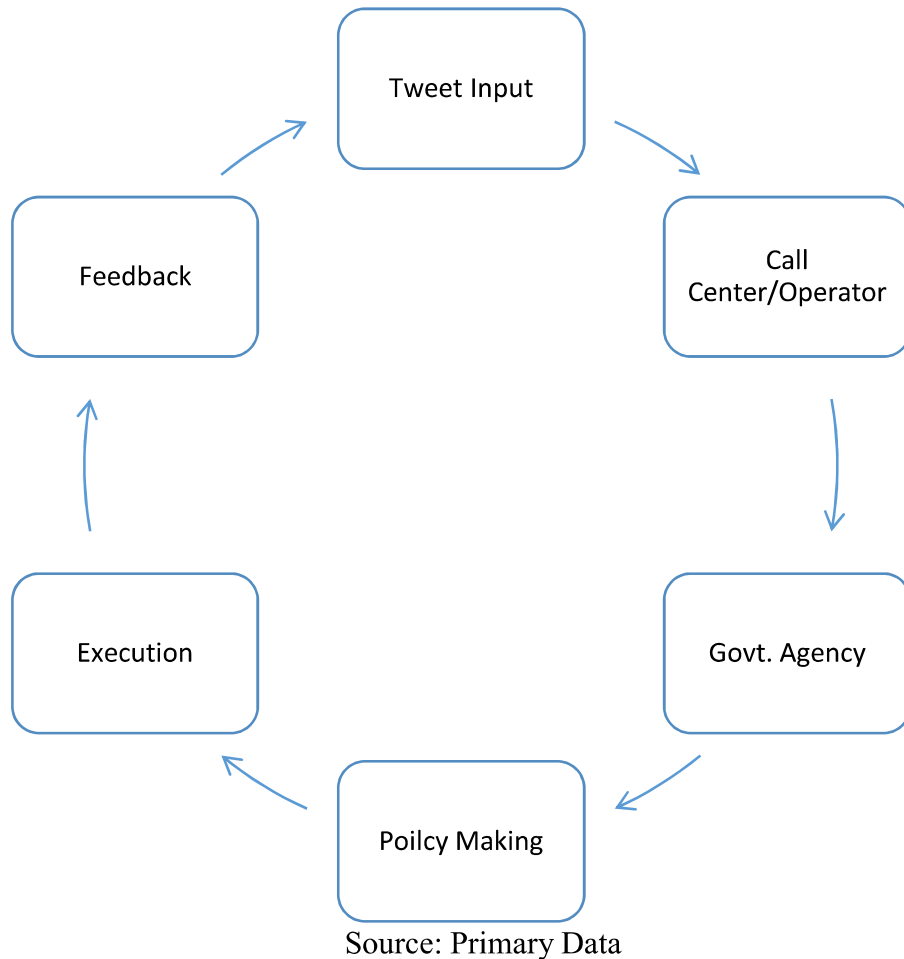 Tweet Input
Call
Center/Operator
Govt. Agency
Poilcy Making
Execution
Feedback
Source: Primary Data